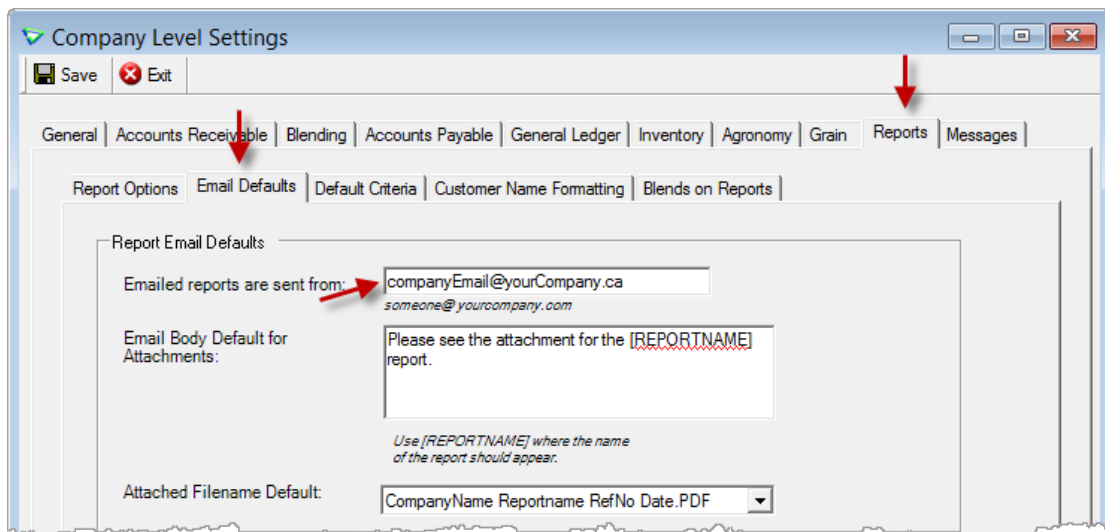 Company Level Settings
Save Exit
General Accounts Receivable Blending Accounts Payable General Ledger Inventory Agronomy Grain Reports Messages
Report Options Email Defaults Default Criteria Customer Name Formatting Blends on Reports
Report Email Defaults
Emailed reports are sent from: companyEmail@yourCompany.ca
someone@yourcompany.com
Email Body Default for
Attachments:
Please see the attachment for the [REPORTNAME]
report.
Use [REPORTNAME] where the name
of the report should appear.
Attached Filename Default: CompanyName Reportname RefNo Date.PDF